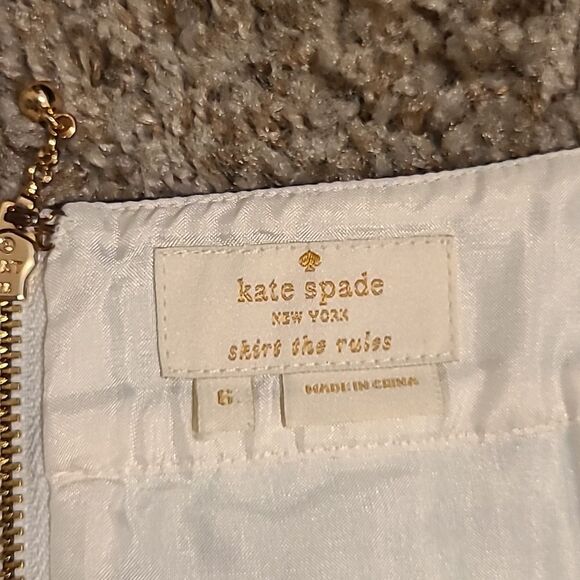 kate spade
NEW YORK
skirt the rules
6
MADE IN CHINA